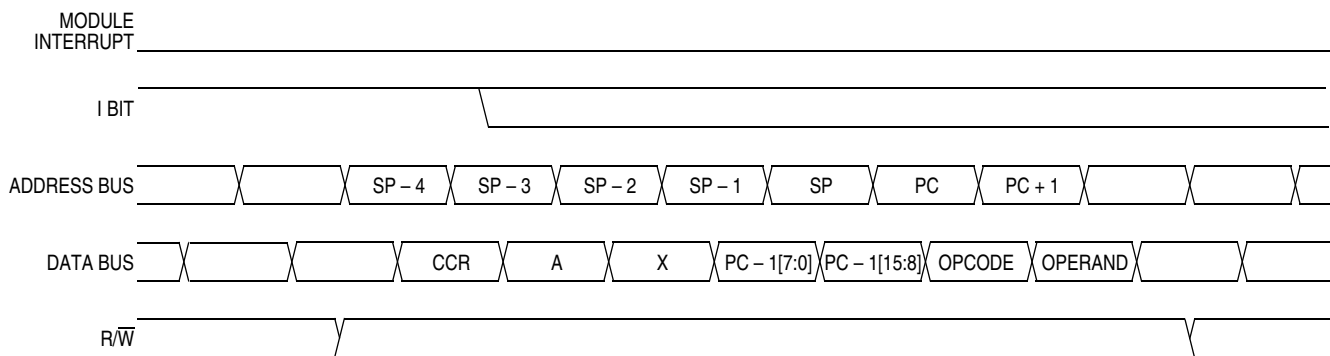 MODULE
INTERRUPT
I BIT
ADDRESS BUS SP – 4 SP – 3 SP – 2 SP – 1 SP PC PC + 1
DATA BUS CCR A X PC – 1[7:0] PC – 1[15:8] OPCODE OPERAND
R/W̅